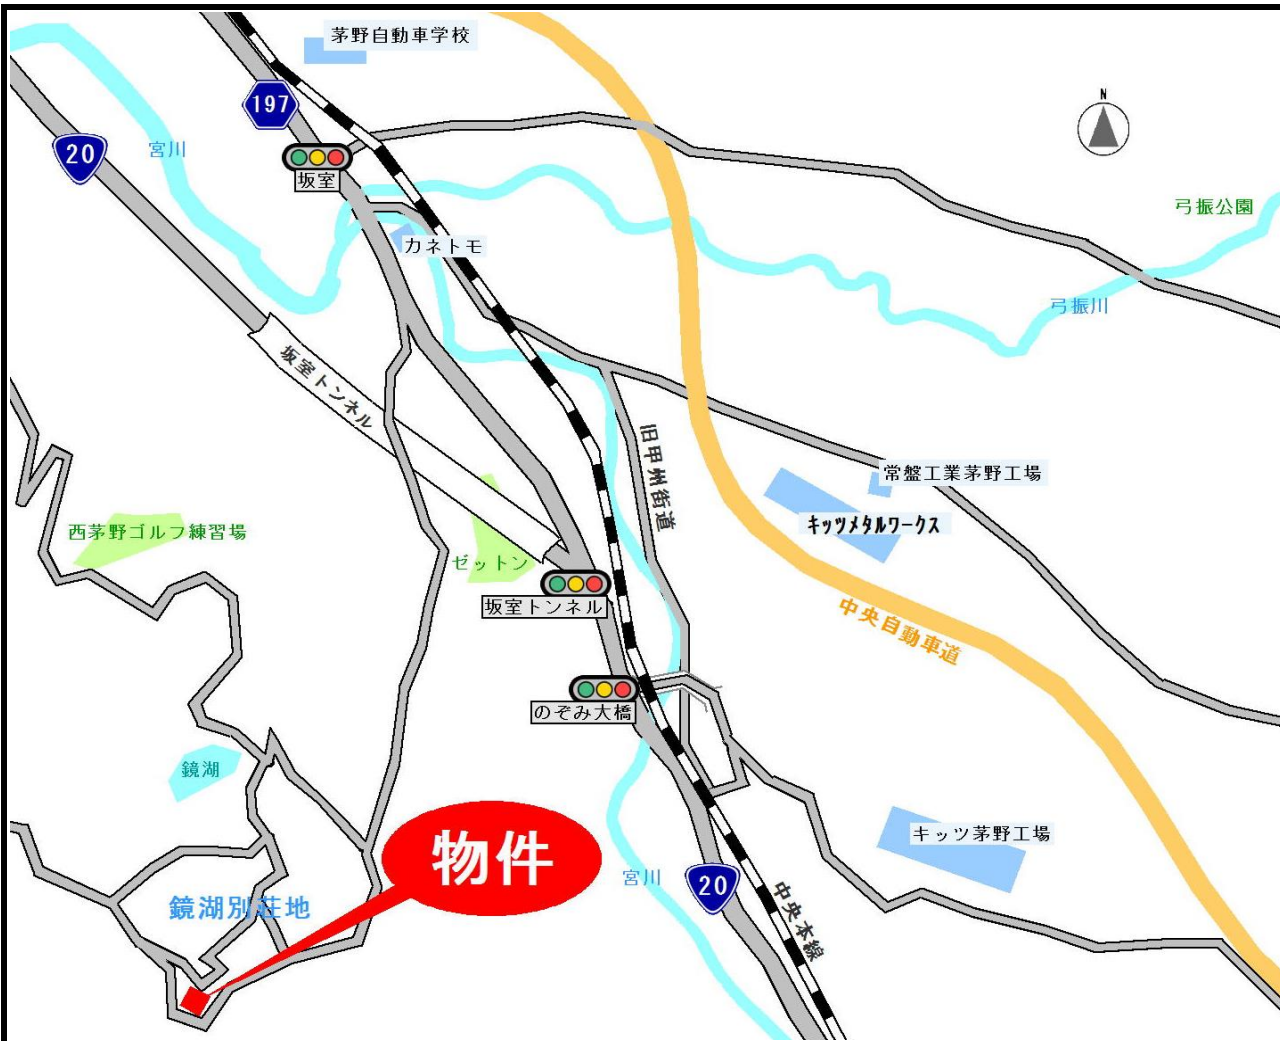 茅野自動車学校
N
197
20
宮川
坂室
弓振公園
カネトモ
弓振川
坂室トンネル
旧甲州街道
常盤工業茅野工場
キッツメタルワークス
西茅野ゴルフ練習場
ゼットン
坂室トンネル
中央自動車道
のぞみ大橋
鏡湖
物件
キッツ茅野工場
宮川
20
中央本線
鏡湖別荘地